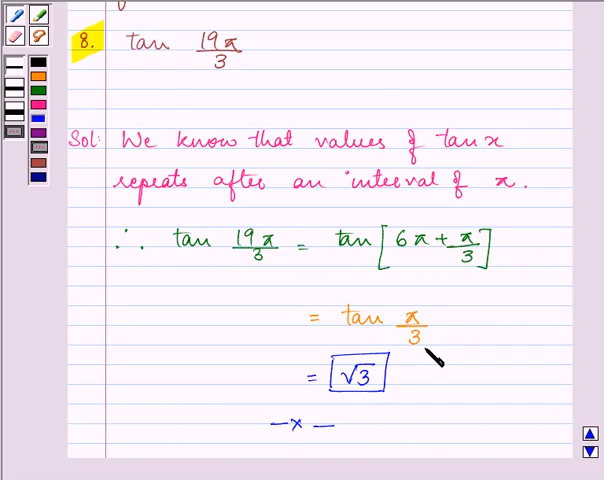 8. tan 19π/3
Sol: We know that values of tan x
repeats after an interval of π.
∴ tan 19π/3 = tan [6π + π/3]
= tan π/3
= √3
—x—